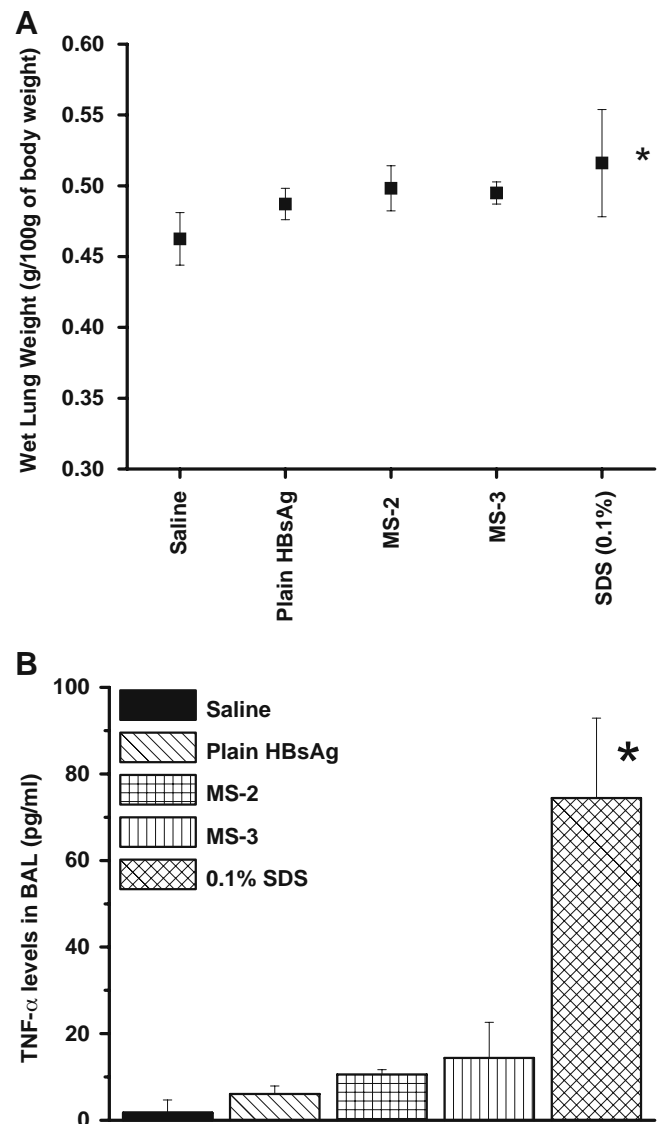 A
0.60
0.55
0.50
0.45
0.40
0.35
0.30
Wet Lung Weight (g/100g of body weight)
*
Saline
Plain HBsAg
MS-2
MS-3
SDS (0.1%)
B
100
80
60
40
20
0
TNF-α levels in BAL (pg/ml)
Saline
Plain HBsAg
MS-2
MS-3
0.1% SDS
*